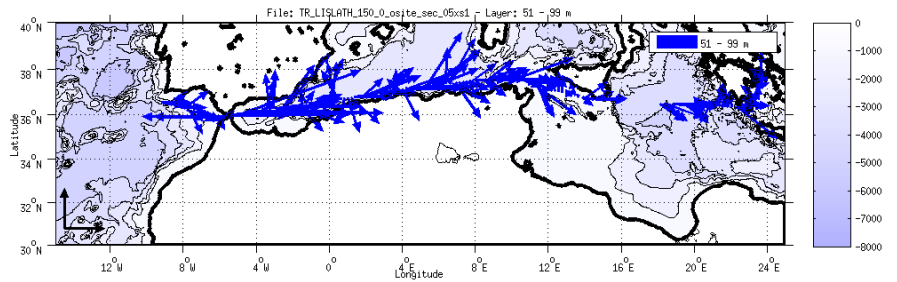 File: TR_LISLATH_150_0_osite_sec_05xs1 - Layer: 51 - 99 m
40° N
38° N
36° N
34° N
32° N
30° N
Latitude
51 - 99 m
12° W
8° W
4° W
0°
4° E
8° E
12° E
16° E
20° E
24° E
Longitude
0
-1000
-2000
-3000
-4000
-5000
-6000
-7000
-8000